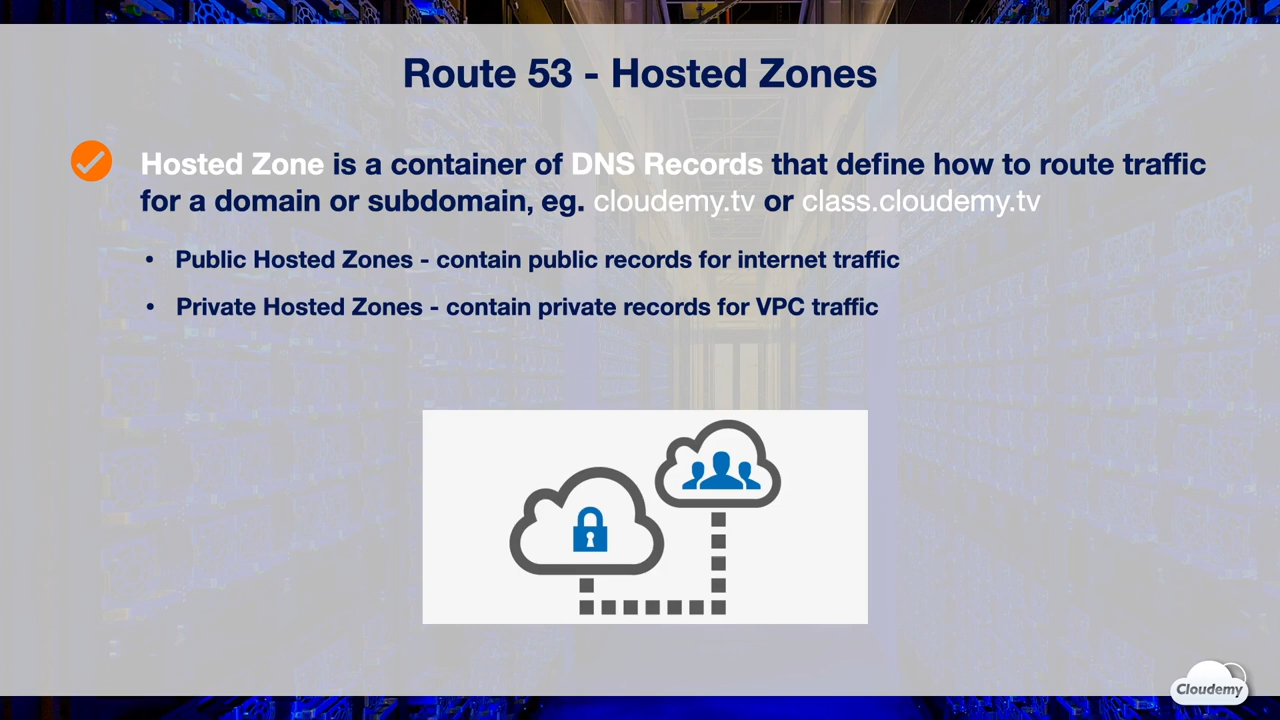 Route 53 - Hosted Zones
Hosted Zone is a container of DNS Records that define how to route traffic
for a domain or subdomain, eg. cloudemy.tv or class.cloudemy.tv
• Public Hosted Zones - contain public records for internet traffic
• Private Hosted Zones - contain private records for VPC traffic
Cloudemy